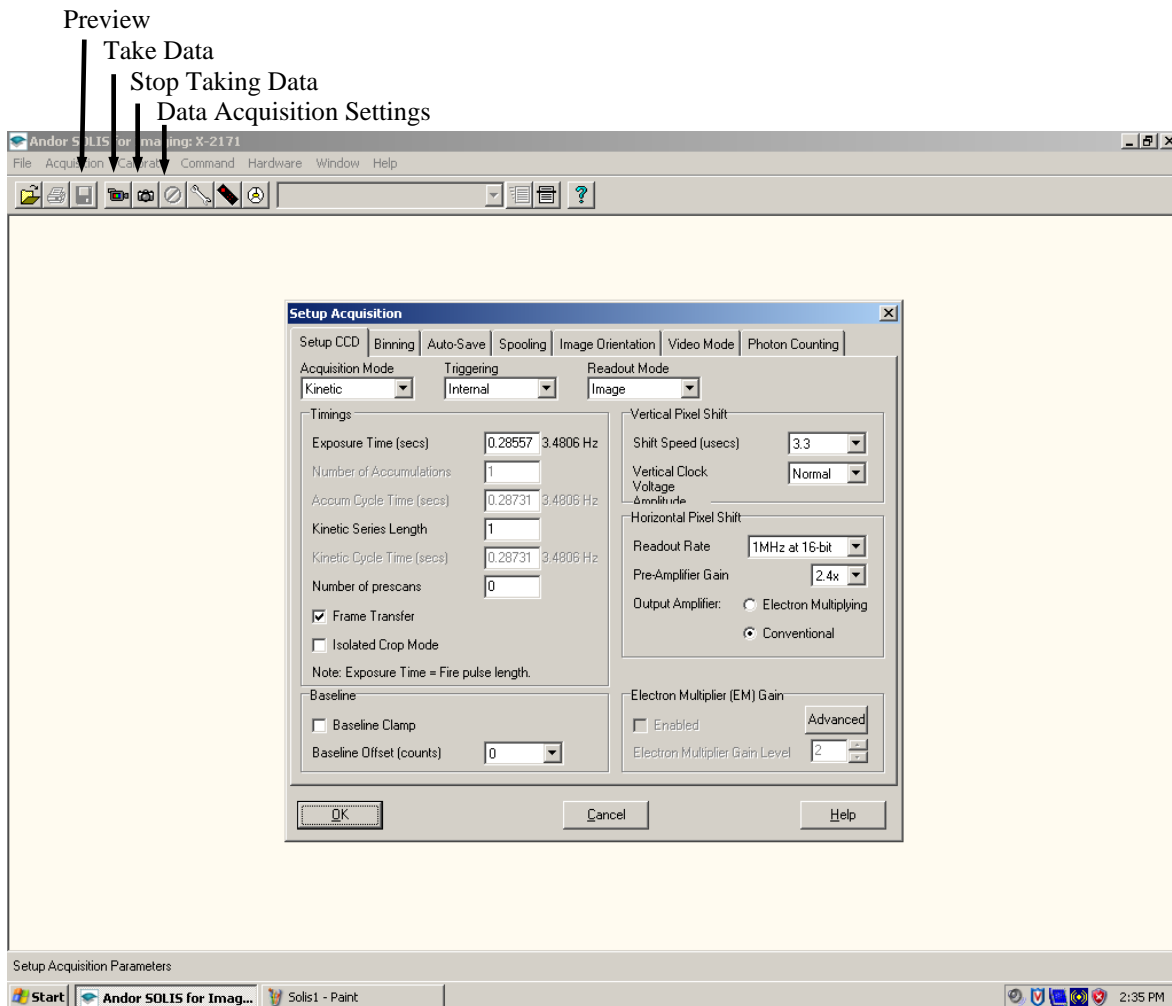 Preview
Take Data
Stop Taking Data
Data Acquisition Settings
Andor SOLIS for Imaging: X-2171
File Acquisition Calibrate Command Hardware Window Help
Setup Acquisition
Setup CCD Binning Auto-Save Spooling Image Orientation Video Mode Photon Counting
Acquisition Mode Triggering Readout Mode
Kinetic Internal Image
Timings
Exposure Time (secs) 0.28557 3.4806 Hz
Number of Accumulations 1
Accum Cycle Time (secs) 0.28731 3.4806 Hz
Kinetic Series Length 1
Kinetic Cycle Time (secs) 0.28731 3.4806 Hz
Number of prescans 0
Frame Transfer
Isolated Crop Mode
Note: Exposure Time = Fire pulse length.
Vertical Pixel Shift
Shift Speed (usecs) 3.3
Vertical Clock
Voltage
Amplitude
Normal
Horizontal Pixel Shift
Readout Rate 1MHz at 16-bit
Pre-Amplifier Gain 2.4x
Output Amplifier: Electron Multiplying
Conventional
Baseline
Baseline Clamp
Baseline Offset (counts) 0
Electron Multiplier (EM) Gain
Enabled Advanced
Electron Multiplier Gain Level 2
OK Cancel Help
Setup Acquisition Parameters
Start Andor SOLIS for Imag... Solis1 - Paint 2:35 PM